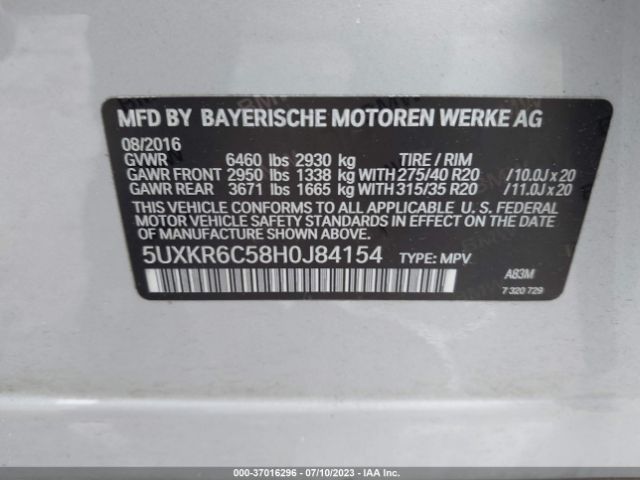 MFD BY BAYERISCHE MOTOREN WERKE AG
08/2016
GVWR 6460 lbs 2930 kg TIRE / RIM
GAWR FRONT 2950 lbs 1338 kg WITH 275/40 R20 /10.0J x 20
GAWR REAR 3671 lbs 1665 kg WITH 315/35 R20 /11.0J x 20
THIS VEHICLE CONFORMS TO ALL APPLICABLE U.S. FEDERAL
MOTOR VEHICLE SAFETY STANDARDS IN EFFECT ON THE DATE
OF MANUFACTURE SHOWN ABOVE.
5UXKR6C58H0J84154 TYPE: MPV
A83M
7 320 729
000-37016296 - 07/10/2023 - IAA Inc.